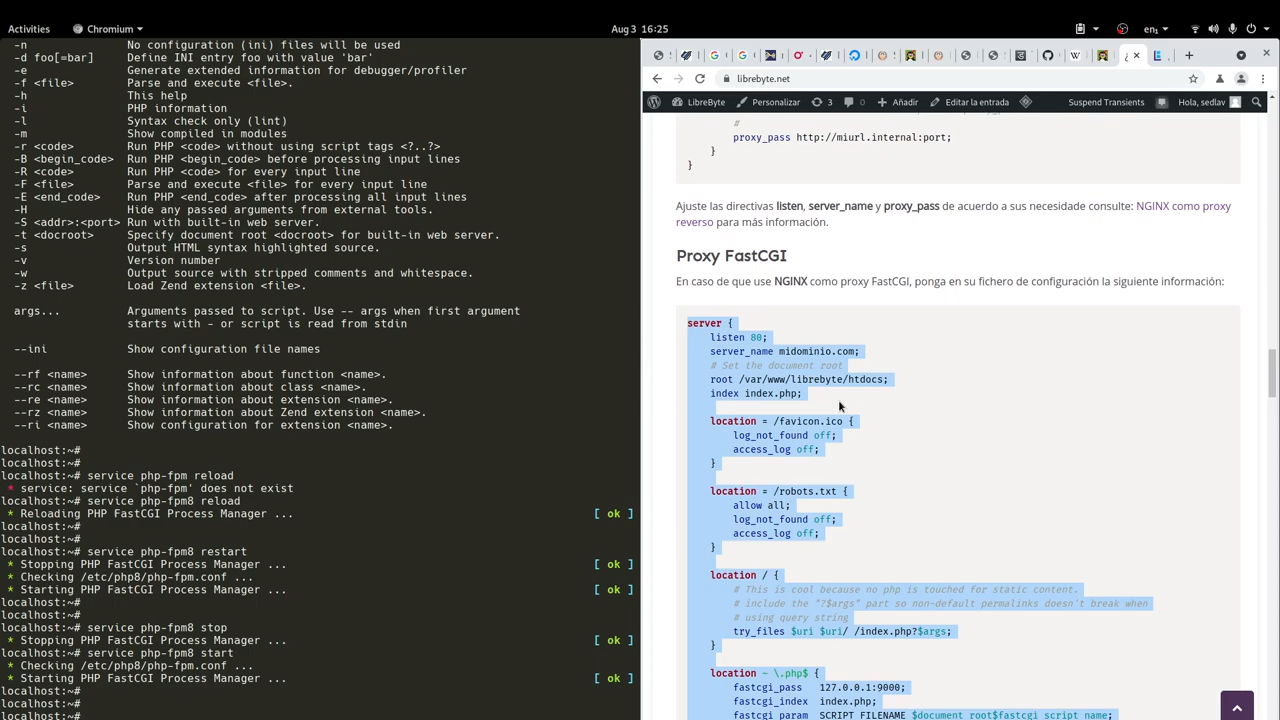 Activities
Chromium
Aug 3 16:25
en₁
-n No configuration (ini) files will be used
-d foo[=bar] Define INI entry foo with value 'bar'
-e Generate extended information for debugger/profiler
-f <file> Parse and execute <file>.
-h This help
-i PHP information
-l Syntax check only (lint)
-m Show compiled in modules
-r <code> Run PHP <code> without using script tags <?..?>
-B <begin_code> Run PHP <begin_code> before processing input lines
-R <code> Run PHP <code> for every input line
-F <file> Parse and execute <file> for every input line
-E <end_code> Run PHP <end_code> after processing all input lines
-H Hide any passed arguments from external tools.
-S <addr>:<port> Run with built-in web server.
-t <docroot> Specify document root <docroot> for built-in web server.
-s Output HTML syntax highlighted source.
-v Version number
-w Output source with stripped comments and whitespace.
-z <file> Load Zend extension <file>.
args... Arguments passed to script. Use -- args when first argument
starts with - or script is read from stdin
--ini Show configuration file names
--rf <name> Show information about function <name>.
--rc <name> Show information about class <name>.
--re <name> Show information about extension <name>.
--rz <name> Show information about Zend extension <name>.
--ri <name> Show configuration for extension <name>.
localhost:~#
localhost:~#
localhost:~# service php-fpm reload
* service: service `php-fpm' does not exist
localhost:~# service php-fpm8 reload
* Reloading PHP FastCGI Process Manager ... [ ok ]
localhost:~#
localhost:~#
localhost:~# service php-fpm8 restart
* Stopping PHP FastCGI Process Manager ... [ ok ]
* Checking /etc/php8/php-fpm.conf ...
* Starting PHP FastCGI Process Manager ... [ ok ]
localhost:~#
localhost:~#
localhost:~# service php-fpm8 stop
* Stopping PHP FastCGI Process Manager ... [ ok ]
localhost:~# service php-fpm8 start
* Checking /etc/php8/php-fpm.conf ...
* Starting PHP FastCGI Process Manager ... [ ok ]
localhost:~#
localhost:~#
localhost:~#
librebyte.net
LibreByte Personalizar 3 0 Añadir Editar la entrada Suspend Transients Hola, sedlav
#
proxy_pass http://miurl.internal:port;
}
}
Ajuste las directivas listen, server_name y proxy_pass de acuerdo a sus necesidade consulte: NGINX como proxy
reverso para más información.
Proxy FastCGI
En caso de que use NGINX como proxy FastCGI, ponga en su fichero de configuración la siguiente información:
server {
listen 80;
server_name midominio.com;
# Set the document root
root /var/www/librebyte/htdocs;
index index.php;
location = /favicon.ico {
log_not_found off;
access_log off;
}
location = /robots.txt {
allow all;
log_not_found off;
access_log off;
}
location / {
# This is cool because no php is touched for static content.
# include the "?$args" part so non-default permalinks doesn't break when
# using query string
try_files $uri $uri/ /index.php?$args;
}
location ~ \.php$ {
fastcgi_pass 127.0.0.1:9000;
fastcgi_index index.php;
fastcgi_param SCRIPT_FILENAME $document_root$fastcgi_script_name;